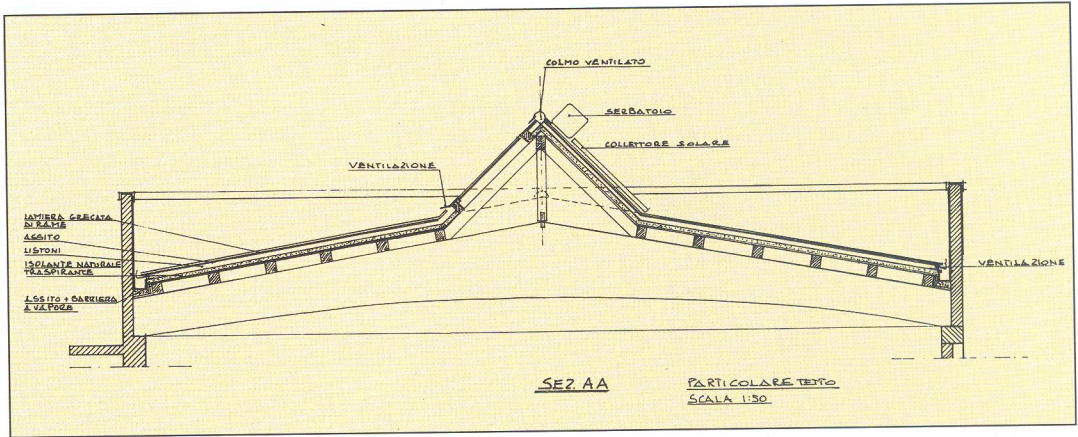 COLMO VENTILATO
SERBATOIO
COLLETTORE SOLARE
VENTILAZIONE
LAMIERA GRECATA
DI RAME
ASSITO
LISTONI
ISOLANTE NATURALE
TRASPIRANTE
ASSITO + BARRIERA
A VAPORE
VENTILAZIONE
SEZ. AA
PARTICOLARE TETTO
SCALA 1:50